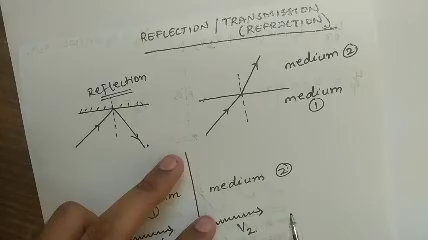 REFLECTION / TRANSMISSION
(REFRACTION)
Reflection
medium ②
medium
①
medium ②
V₂